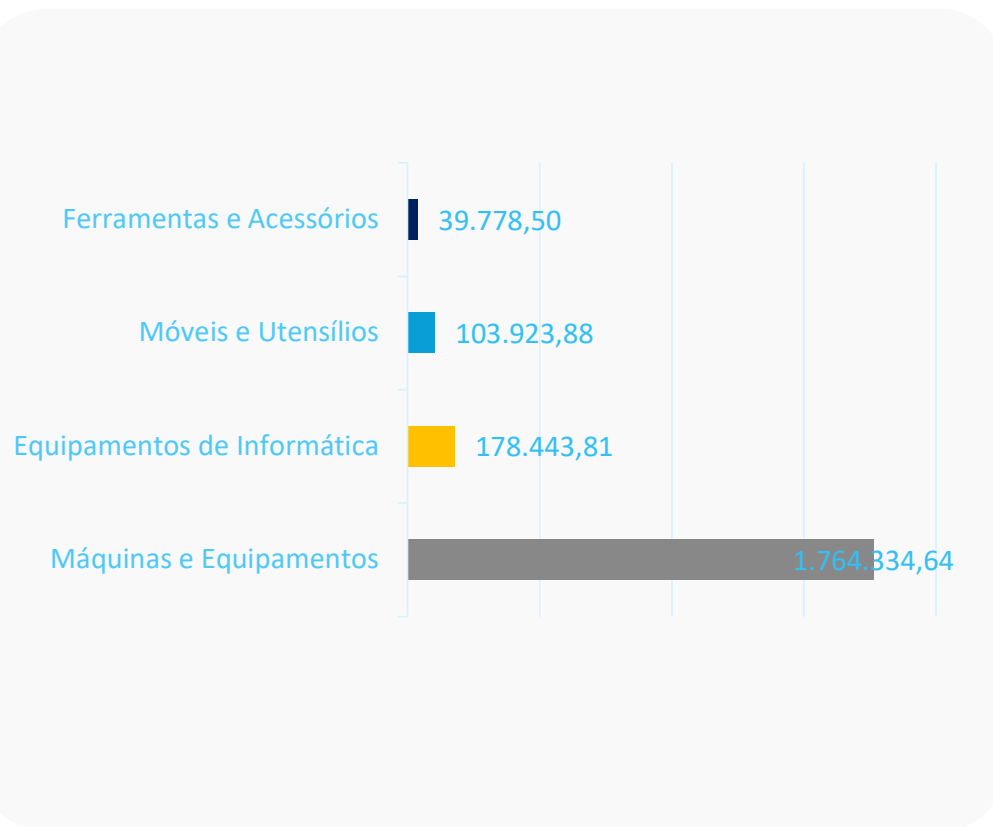 Ferramentas e Acessórios 39.778,50
Móveis e Utensílios 103.923,88
Equipamentos de Informática 178.443,81
Máquinas e Equipamentos 1.764.334,64